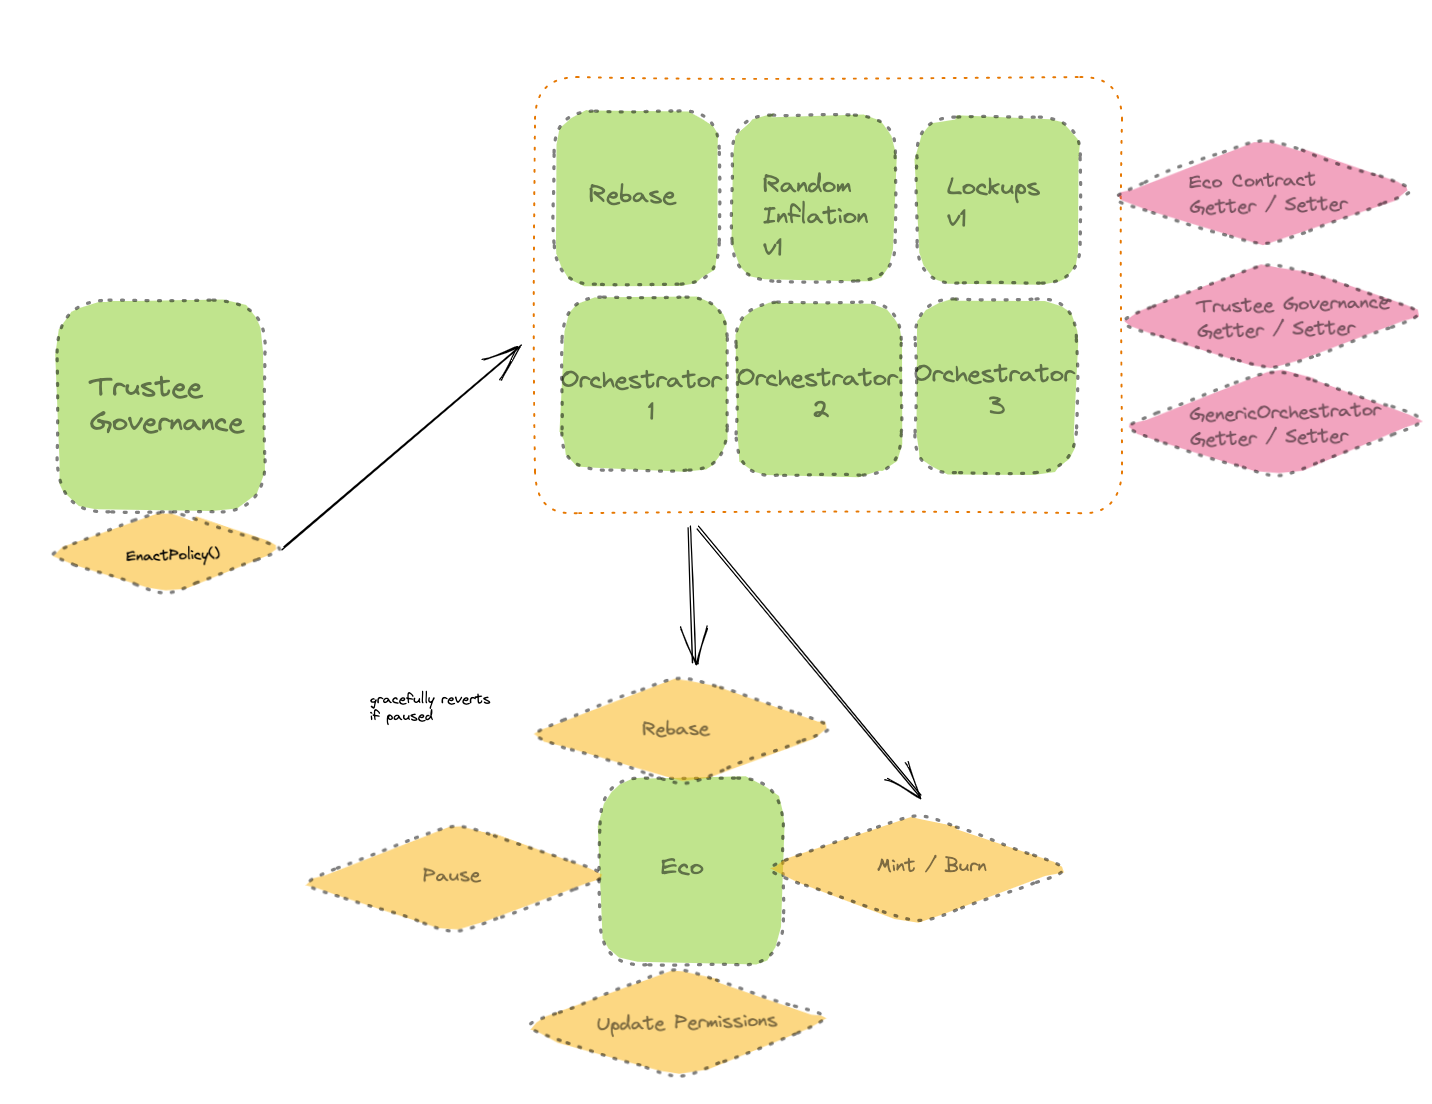 Rebase
Random
Inflation
v1
Lockups
v1
Eco Contract
Getter / Setter
Trustee Governance
Getter / Setter
Orchestrator
1
Orchestrator
2
Orchestrator
3
GenericOrchestrator
Getter / Setter
Trustee
Governance
EnactPolicy()
gracefully reverts
if paused
Rebase
Pause
Eco
Mint / Burn
Update Permissions